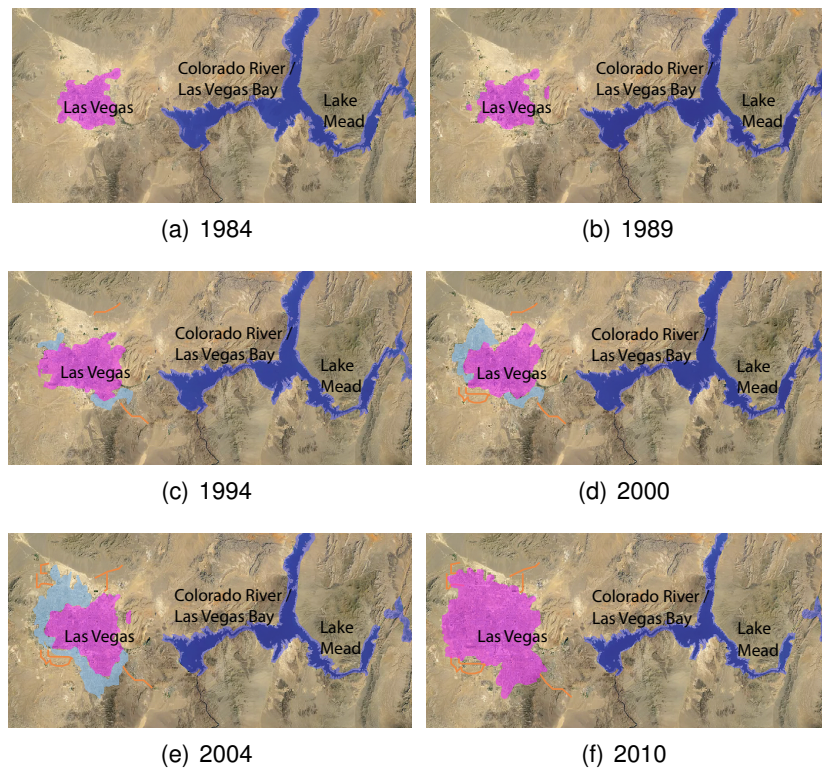 Colorado River /
Las Vegas Bay
Las Vegas
Lake
Mead
Colorado River /
Las Vegas Bay
Las Vegas
Lake
Mead
(a) 1984
(b) 1989
Colorado River /
Las Vegas Bay
Las Vegas
Lake
Mead
Colorado River /
Las Vegas Bay
Las Vegas
Lake
Mead
(c) 1994
(d) 2000
Colorado River /
Las Vegas Bay
Las Vegas
Lake
Mead
Colorado River /
Las Vegas Bay
Las Vegas
Lake
Mead
(e) 2004
(f) 2010